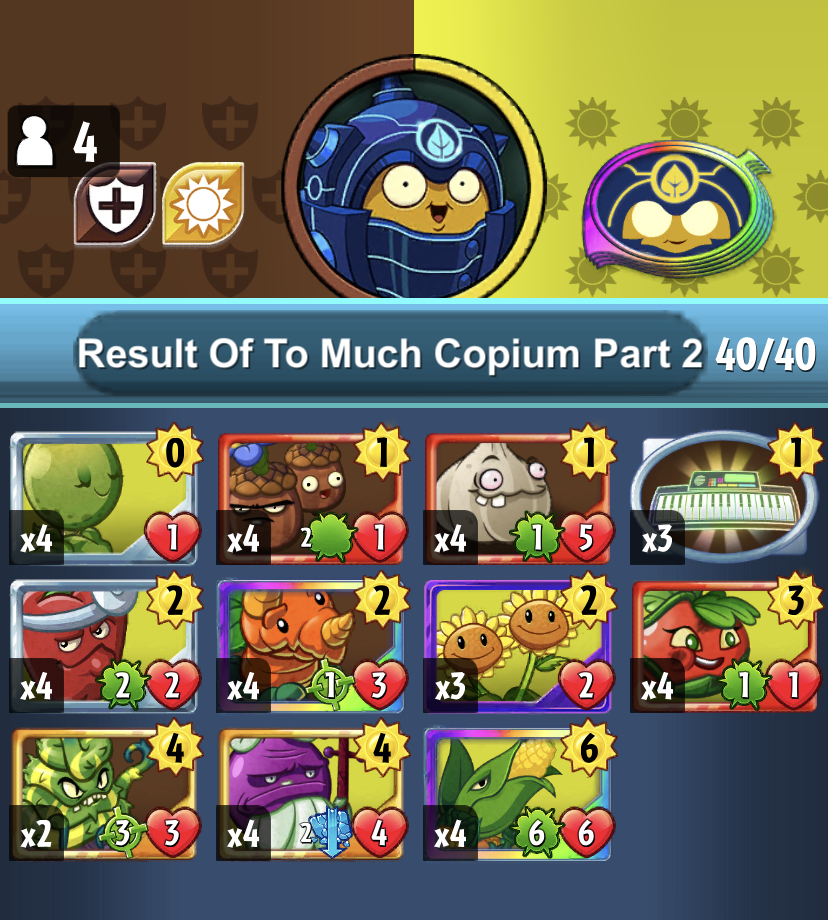 4
Result Of To Much Copium Part 2 40/40
0 1 1 1
x4 1 x4 2 1 x4 1 5 x3
2 2 2 3
x4 2 2 x4 1 3 x3 2 x4 1 1
4 4 6
x2 3 3 x4 2 4 x4 6 6